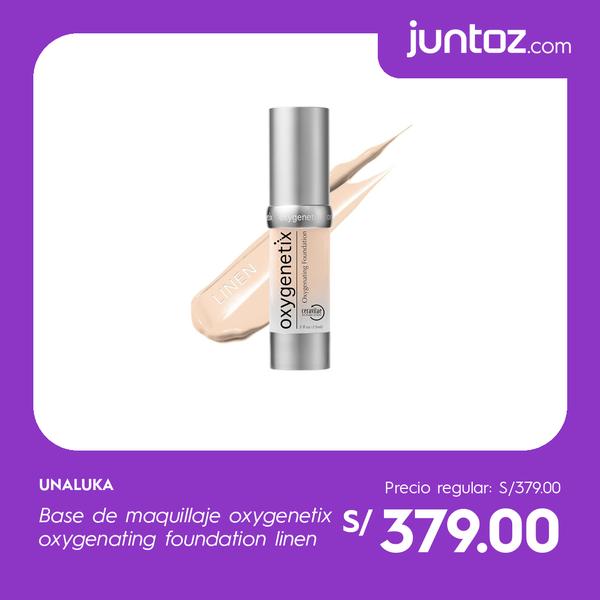 juntoz.com
LINEN
oxygenetix
oxygenetix
Oxygenating Foundation
UNALUKA
Base de maquillaje oxygenetix
oxygenating foundation linen
Precio regular: S/379.00
S/ 379.00